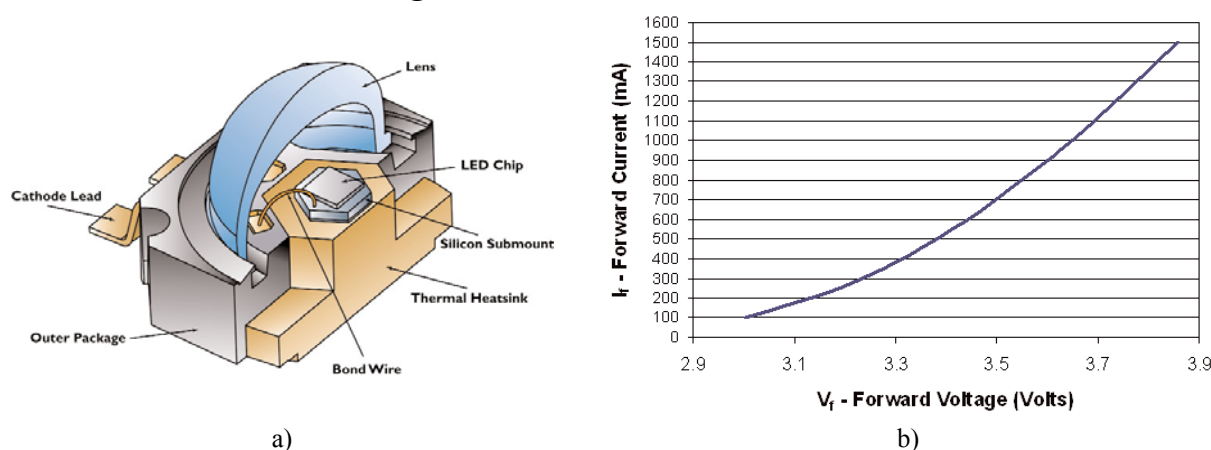 Lens
LED Chip
Cathode Lead
Silicon Submount
Thermal Heatsink
Outer Package
Bond Wire
a)
1600
1500
1400
1300
1200
1100
1000
900
800
700
600
500
400
300
200
100
0
If - Forward Current (mA)
2.9 3.1 3.3 3.5 3.7 3.9
Vf - Forward Voltage (Volts)
b)